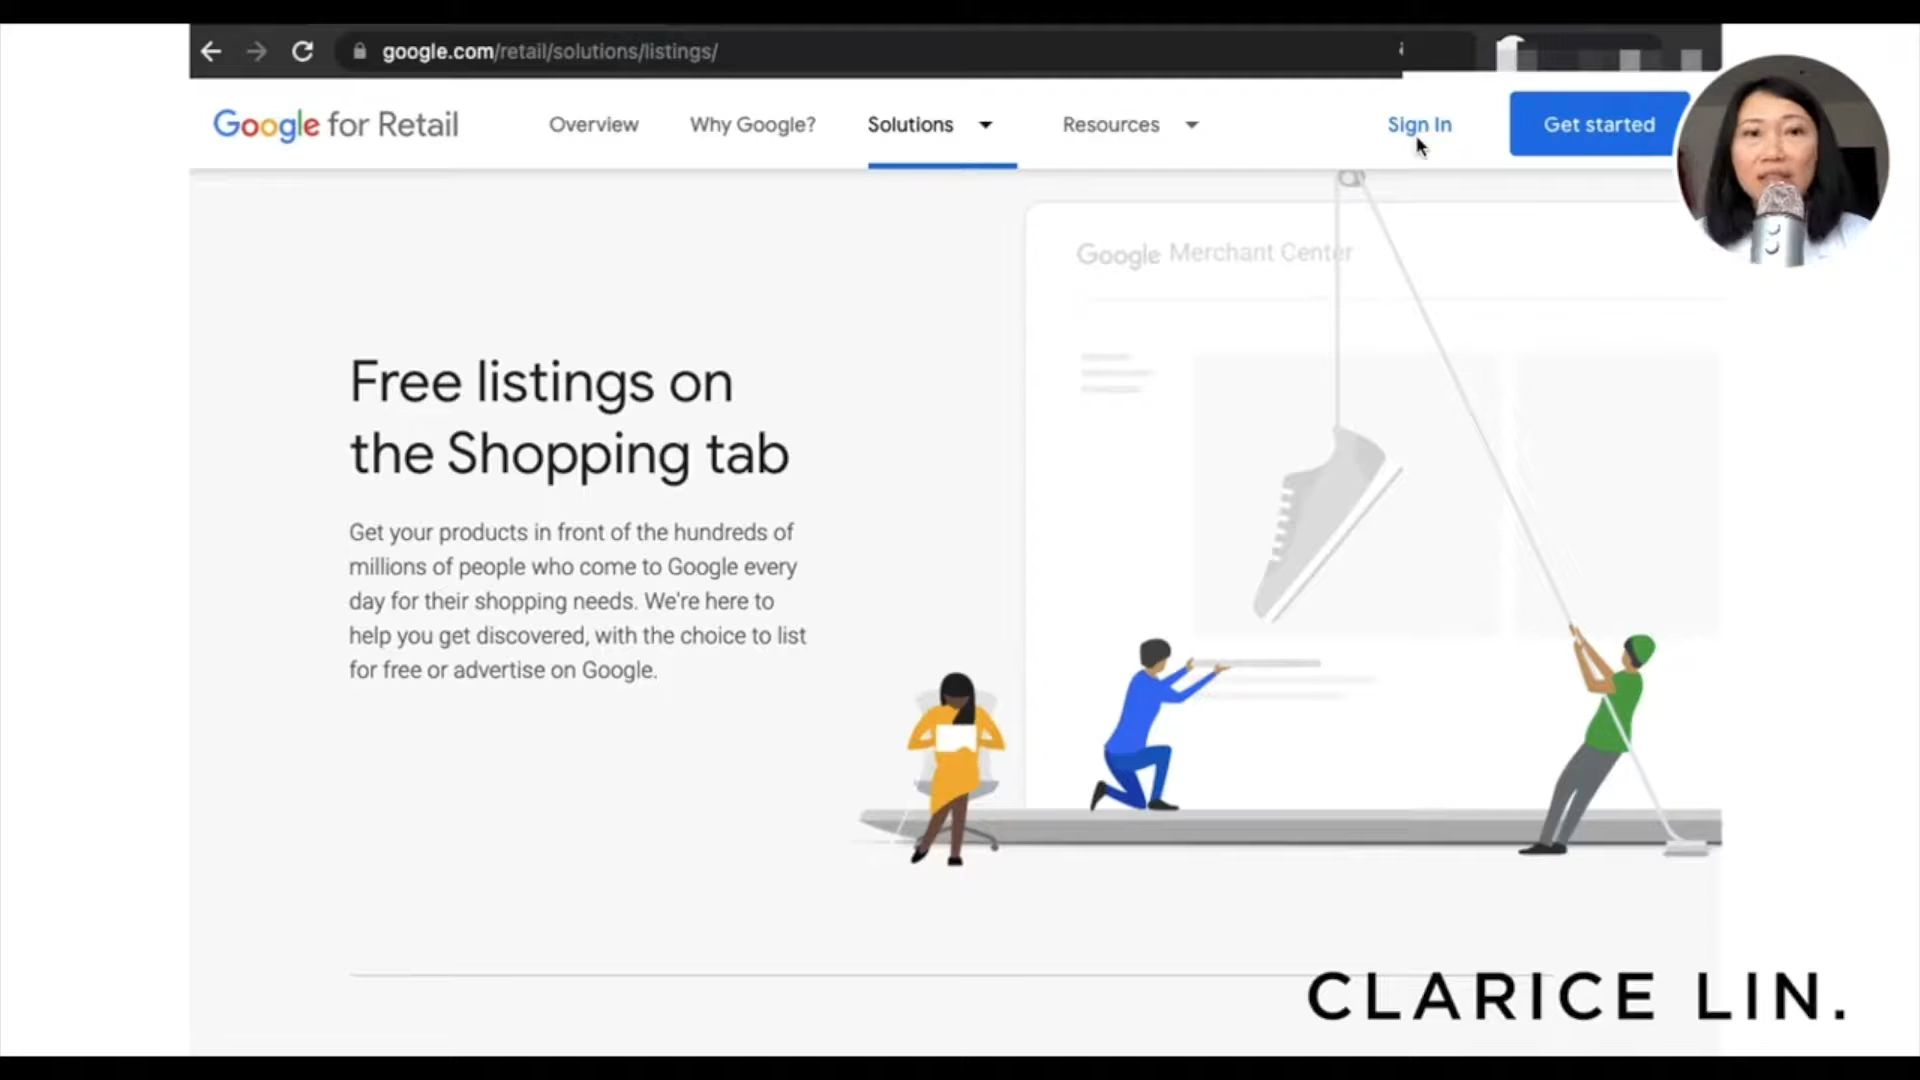 google.com/retail/solutions/listings/
Google for Retail
Overview
Why Google?
Solutions
Resources
Sign In
Get started
Google Merchant Center
Free listings on
the Shopping tab
Get your products in front of the hundreds of
millions of people who come to Google every
day for their shopping needs. We're here to
help you get discovered, with the choice to list
for free or advertise on Google.
CLARICE LIN.